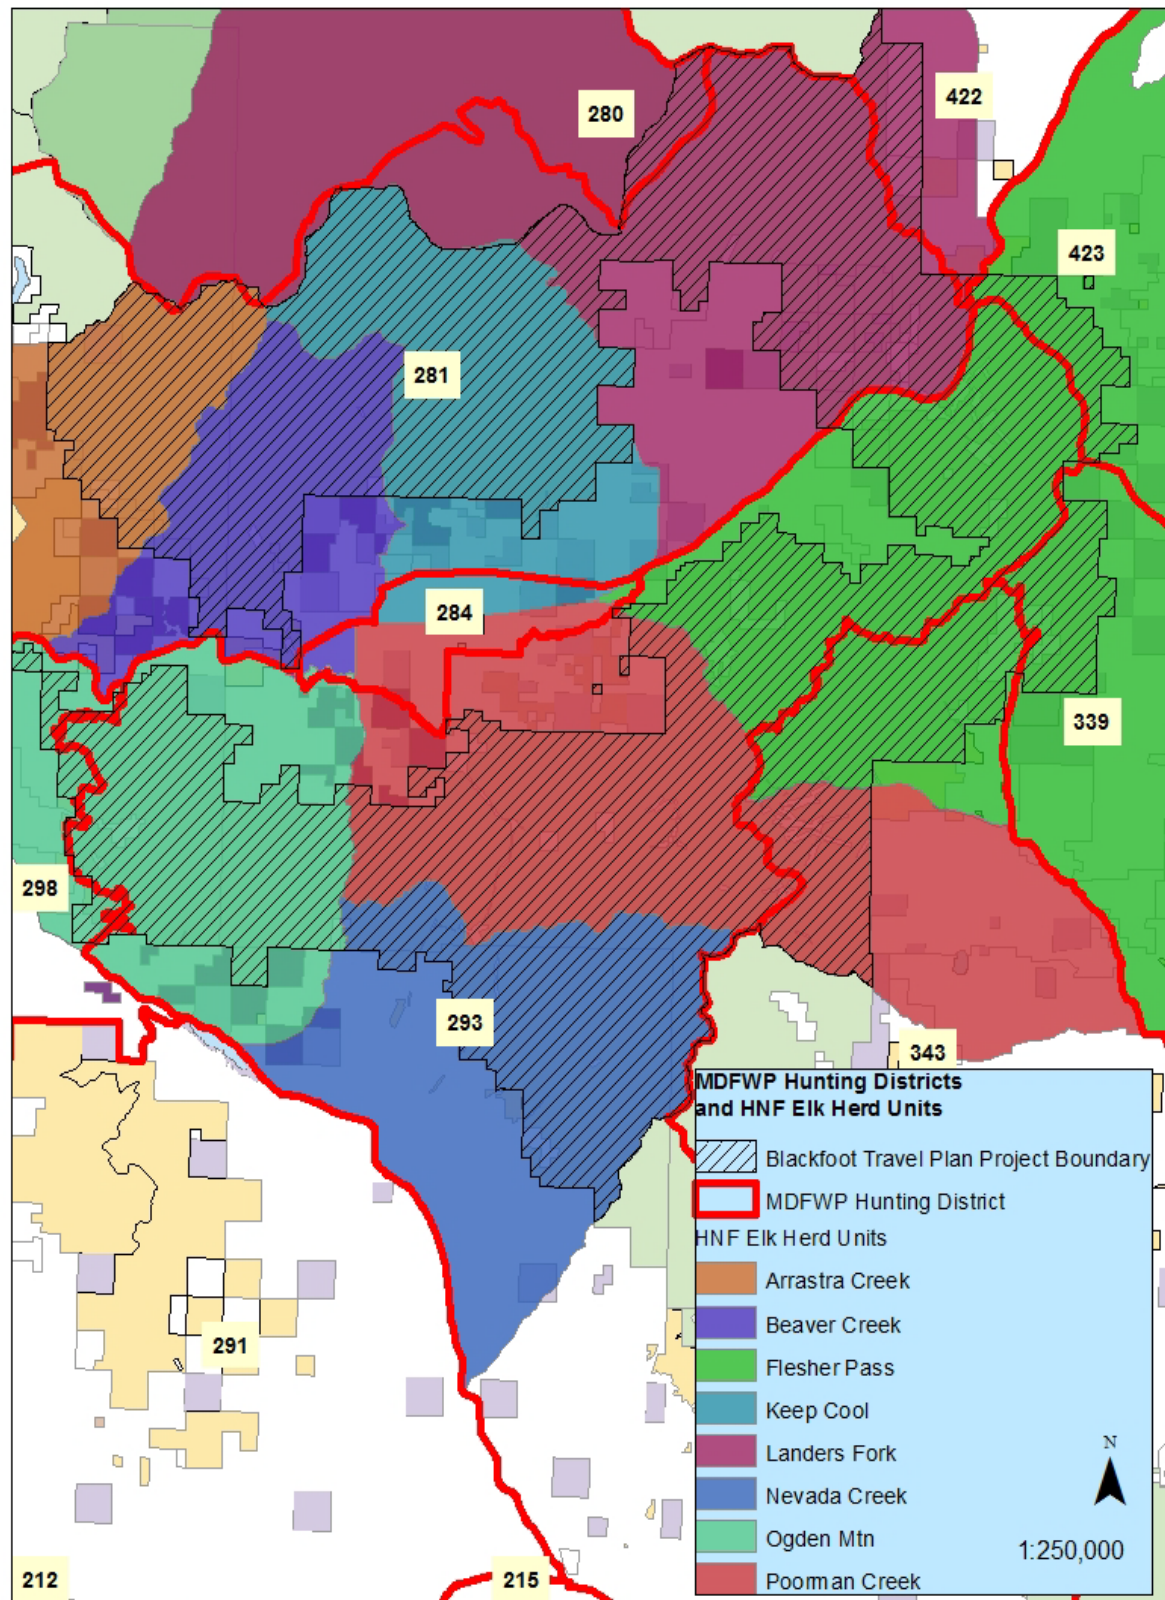 280
422
423
281
284
339
298
293
343
MDFWP Hunting Districts
and HNF Elk Herd Units
Blackfoot Travel Plan Project Boundary
MDFWP Hunting District
HNF Elk Herd Units
Arrastra Creek
Beaver Creek
Flesher Pass
Keep Cool
Landers Fork
Nevada Creek
Ogden Mtn
Poorman Creek
N
1:250,000
291
212
215